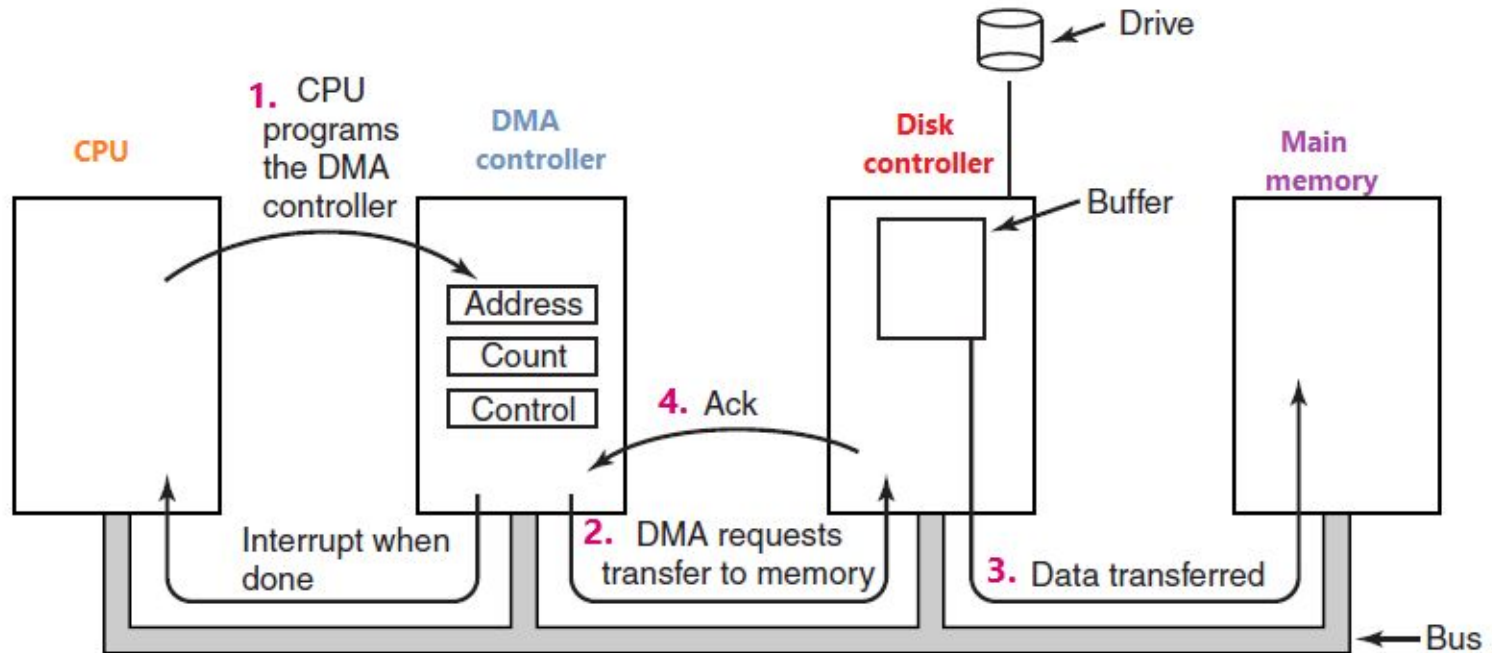 Drive
1. CPU
programs
the DMA
controller
CPU
DMA
controller
Disk
controller
Main
memory
Buffer
Address
Count
Control
4. Ack
Interrupt when
done
2. DMA requests
transfer to memory
3. Data transferred
Bus